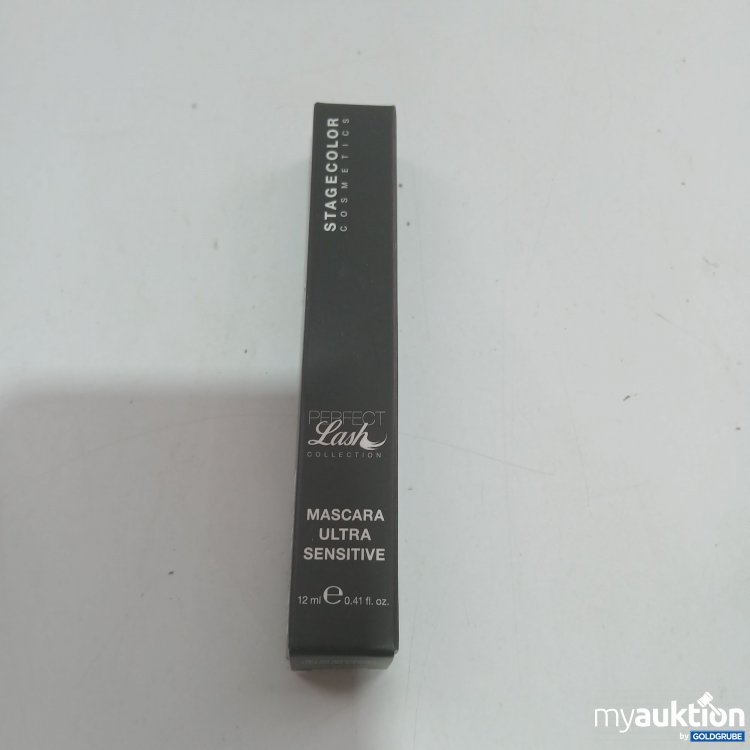 STAGECOLOR
COSMETICS
PERFECT
Lash
COLLECTION
MASCARA
ULTRA
SENSITIVE
12 ml ℮ 0.41 fl. oz.
myauktion
by GOLDGRUBE